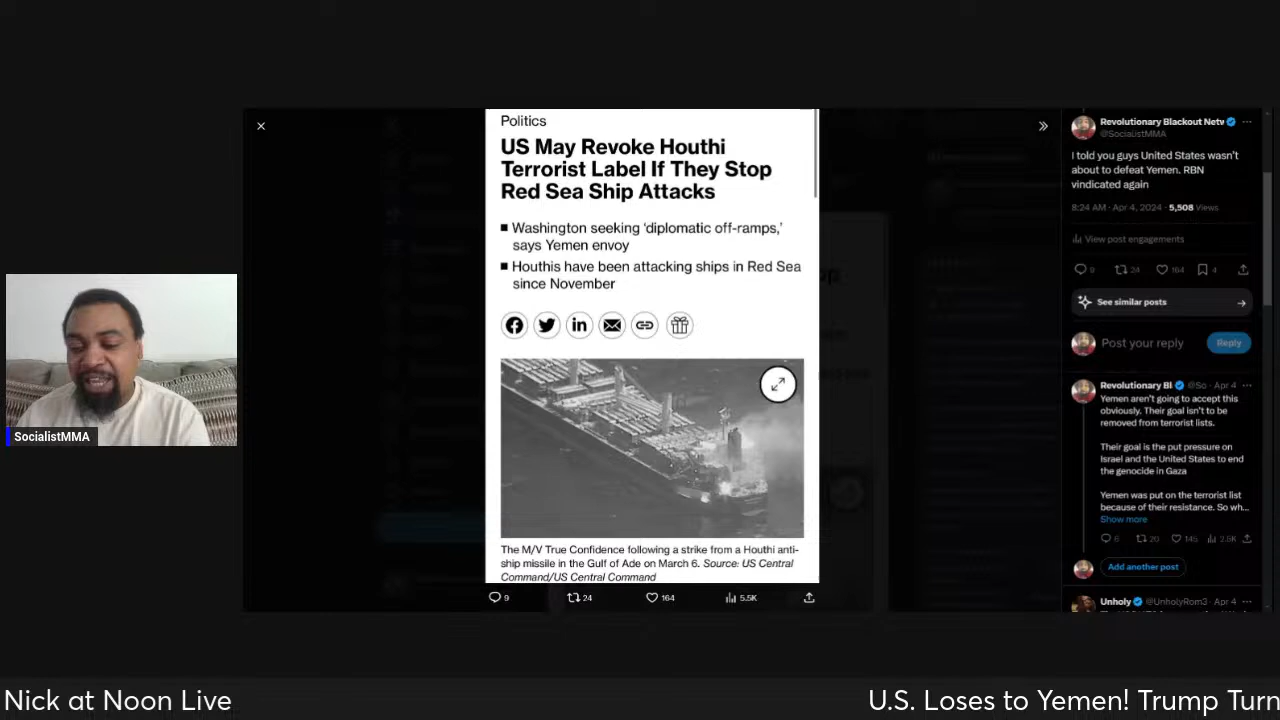 Politics
US May Revoke Houthi
Terrorist Label If They Stop
Red Sea Ship Attacks
Washington seeking ‘diplomatic off-ramps,’
says Yemen envoy
Houthis have been attacking ships in Red Sea
since November
The M/V True Confidence following a strike from a Houthi anti-
ship missile in the Gulf of Ade on March 6. Source: US Central
Command/US Central Command
9 24 164 5.5K
Revolutionary Blackout Netw
@SocialistMMA
I told you guys United States wasn’t
about to defeat Yemen. RBN
vindicated again
8:24 AM · Apr 4, 2024 · 5,508 Views
View post engagements
9 24 164 4
See similar posts
Post your reply Reply
Revolutionary Bl @So · Apr 4
Yemen aren’t going to accept this
obviously. Their goal isn’t to be
removed from terrorist lists.
Their goal is the put pressure on
Israel and the United States to end
the genocide in Gaza
Yemen was put on the terrorist list
because of their resistance. So wh...
Show more
6 20 145 2.5K
Add another post
Unholy @UnholyRom3 · Apr 4
SocialistMMA
Nick at Noon Live
U.S. Loses to Yemen! Trump Turn